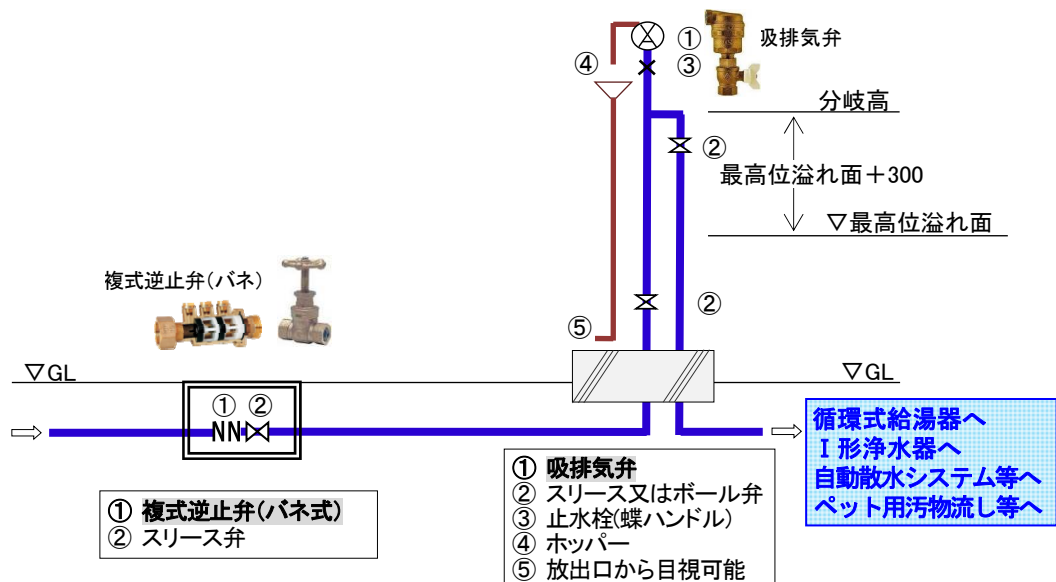 ① 吸排気弁
④ ③
分岐高
②
最高位溢れ面+300
▽最高位溢れ面
複式逆止弁(バネ)
②
⑤
▽GL ▽GL
① ②
⇨ ⇨
循環式給湯器へ
Ⅰ形浄水器へ
自動散水システム等へ
ペット用汚物流し等へ
① 複式逆止弁(バネ式)
② スリース弁
① 吸排気弁
② スリース又はボール弁
③ 止水栓(蝶ハンドル)
④ ホッパー
⑤ 放出口から目視可能